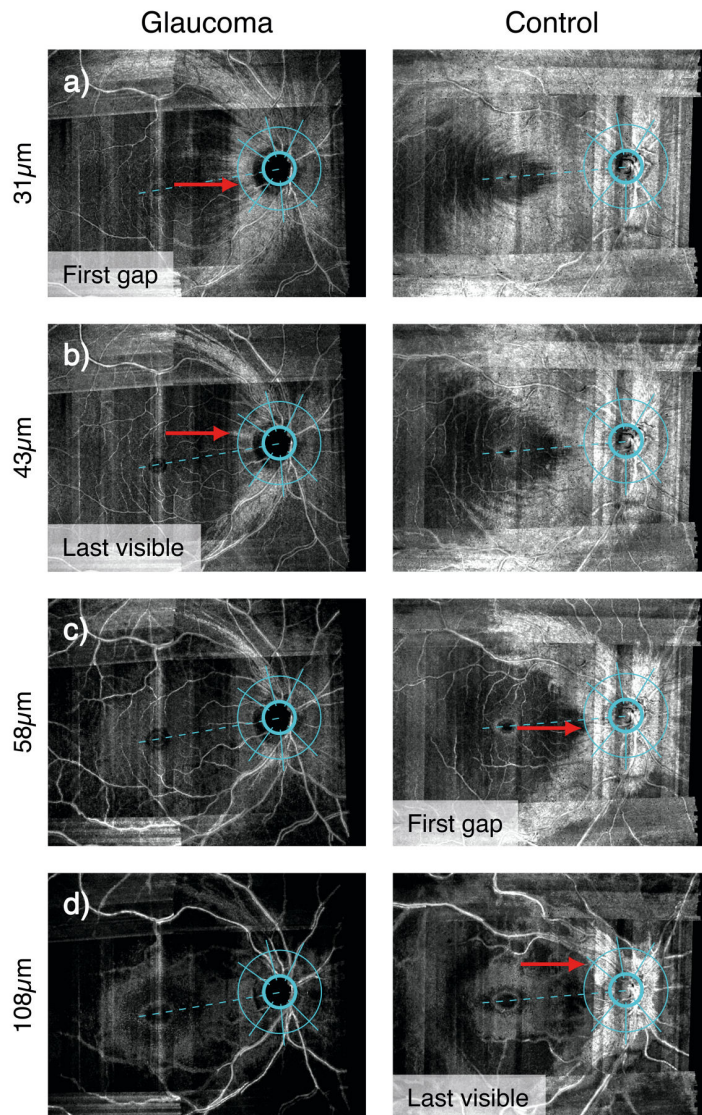 Glaucoma
Control
a)
31µm
First gap
b)
43µm
Last visible
c)
58µm
First gap
d)
108µm
Last visible